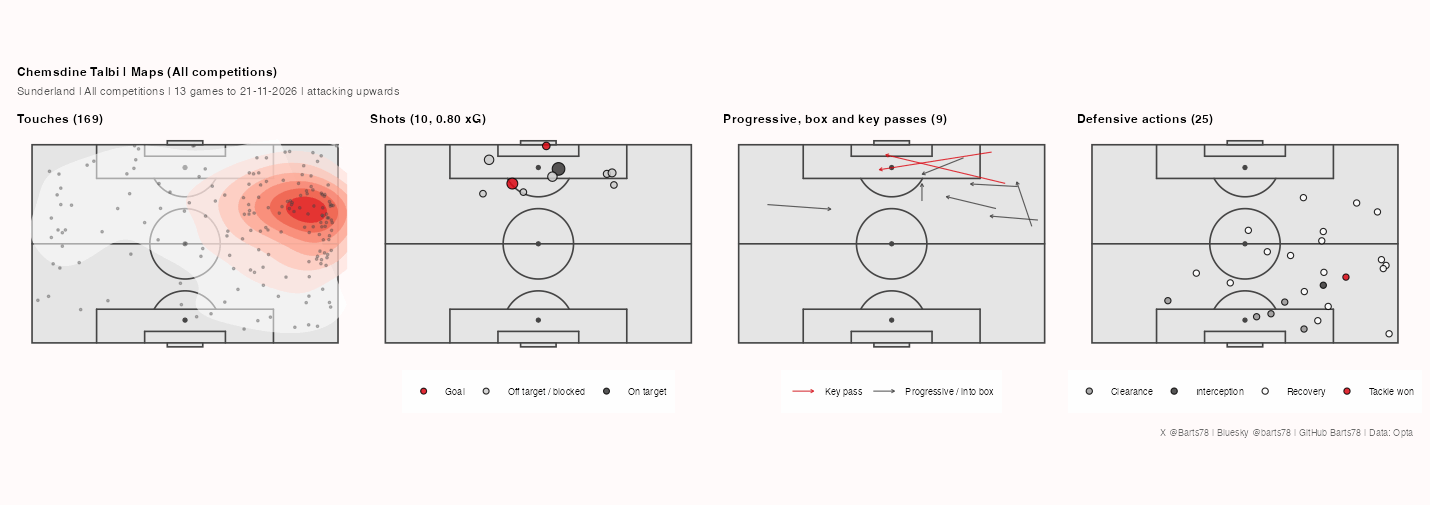 Chemsdine Talbi | Maps (All competitions)
Sunderland | All competitions | 13 games to 21-11-2026 | attacking upwards
Touches (169)
Shots (10, 0.80 xG)
Progressive, box and key passes (9)
Defensive actions (25)
Goal
Off target / blocked
On target
Key pass
Progressive / into box
Clearance
Interception
Recovery
Tackle won
X @Barts78 | Bluesky @barts78 | GitHub Barts78 | Data: Opta